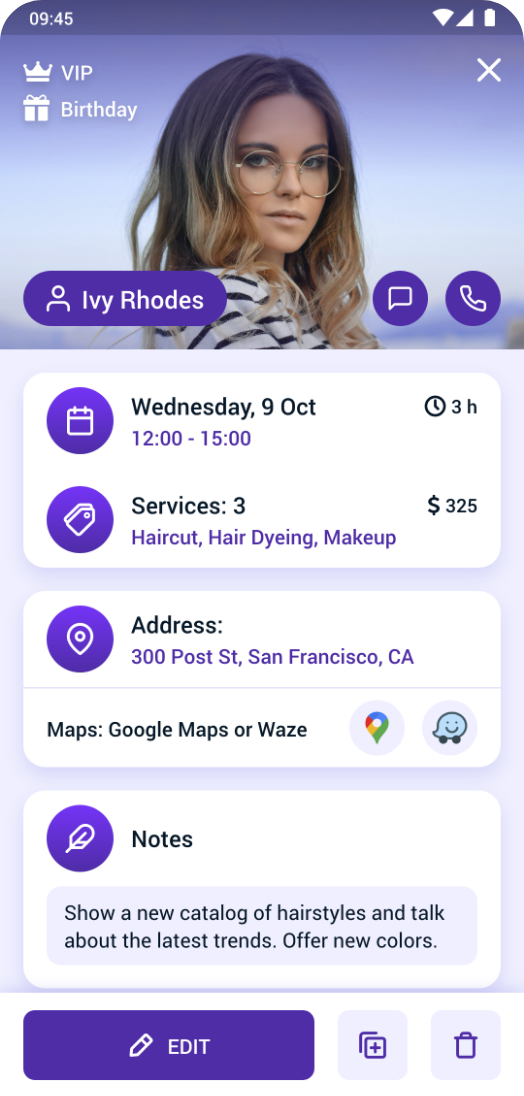 09:45
VIP
Birthday
Ivy Rhodes
Wednesday, 9 Oct
3 h
12:00 - 15:00
Services: 3
$ 325
Haircut, Hair Dyeing, Makeup
Address:
300 Post St, San Francisco, CA
Maps: Google Maps or Waze
Notes
Show a new catalog of hairstyles and talk
about the latest trends. Offer new colors.
EDIT